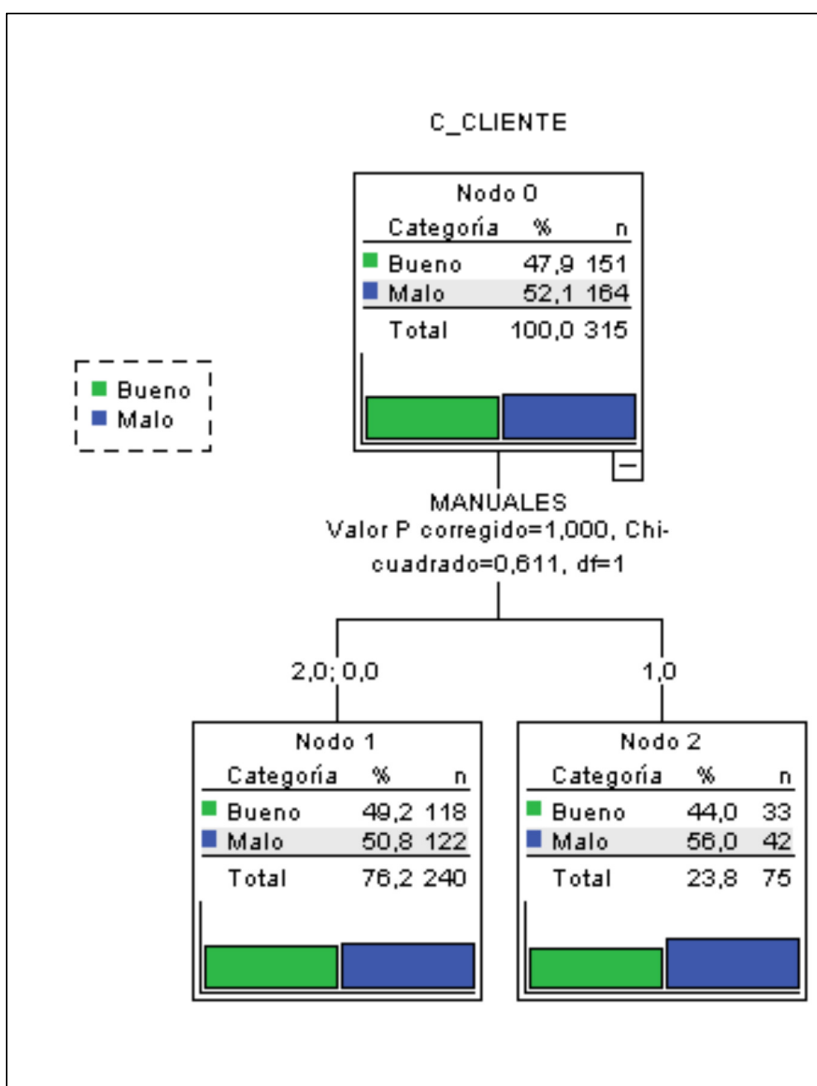 C_CLIENTE
Nodo 0
Categoría % n
Bueno 47,9 151
Malo 52,1 164
Total 100,0 315
Bueno
Malo
MANUALES
Valor P corregido=1,000, Chi-
cuadrado=0,611, df=1
2,0; 0,0
1,0
Nodo 1
Categoría % n
Bueno 49,2 118
Malo 50,8 122
Total 76,2 240
Nodo 2
Categoría % n
Bueno 44,0 33
Malo 56,0 42
Total 23,8 75